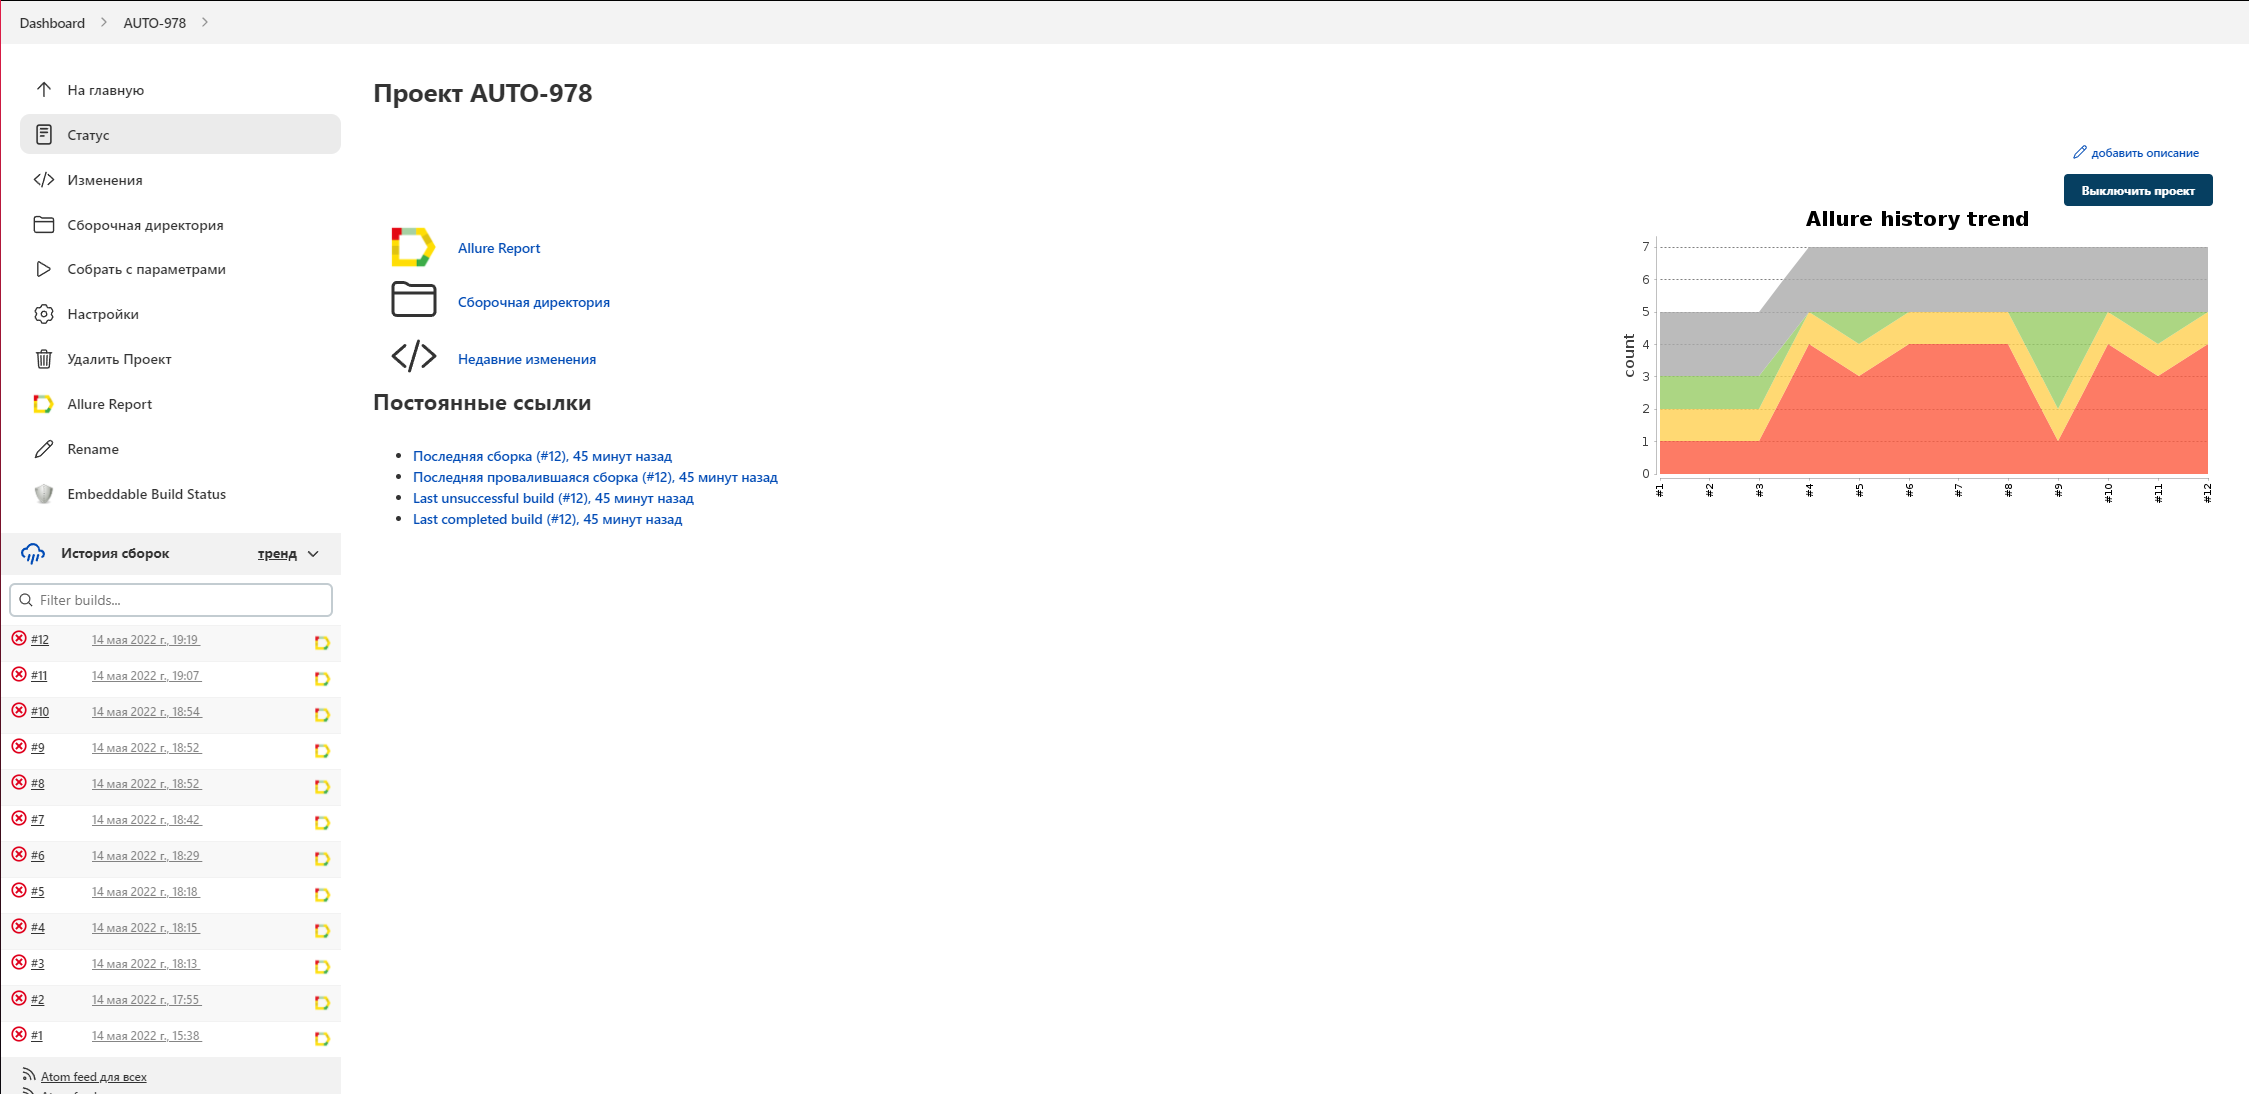 Dashboard
AUTO-978
На главную
Статус
Изменения
Сборочная директория
Собрать с параметрами
Настройки
Удалить Проект
Allure Report
Rename
Embeddable Build Status
История сборок
тренд
Filter builds...
#12 14 мая 2022 г., 19:19
#11 14 мая 2022 г., 19:07
#10 14 мая 2022 г., 18:54
#9 14 мая 2022 г., 18:52
#8 14 мая 2022 г., 18:52
#7 14 мая 2022 г., 18:42
#6 14 мая 2022 г., 18:29
#5 14 мая 2022 г., 18:18
#4 14 мая 2022 г., 18:15
#3 14 мая 2022 г., 18:13
#2 14 мая 2022 г., 17:55
#1 14 мая 2022 г., 15:38
Atom feed для всех
Проект AUTO-978
Allure Report
Сборочная директория
Недавние изменения
Постоянные ссылки
Последняя сборка (#12), 45 минут назад
Последняя провалившаяся сборка (#12), 45 минут назад
Last unsuccessful build (#12), 45 минут назад
Last completed build (#12), 45 минут назад
добавить описание
Выключить проект
Allure history trend
count
7
6
5
4
3
2
1
0
#1 #2 #3 #4 #5 #6 #7 #8 #9 #10 #11 #12